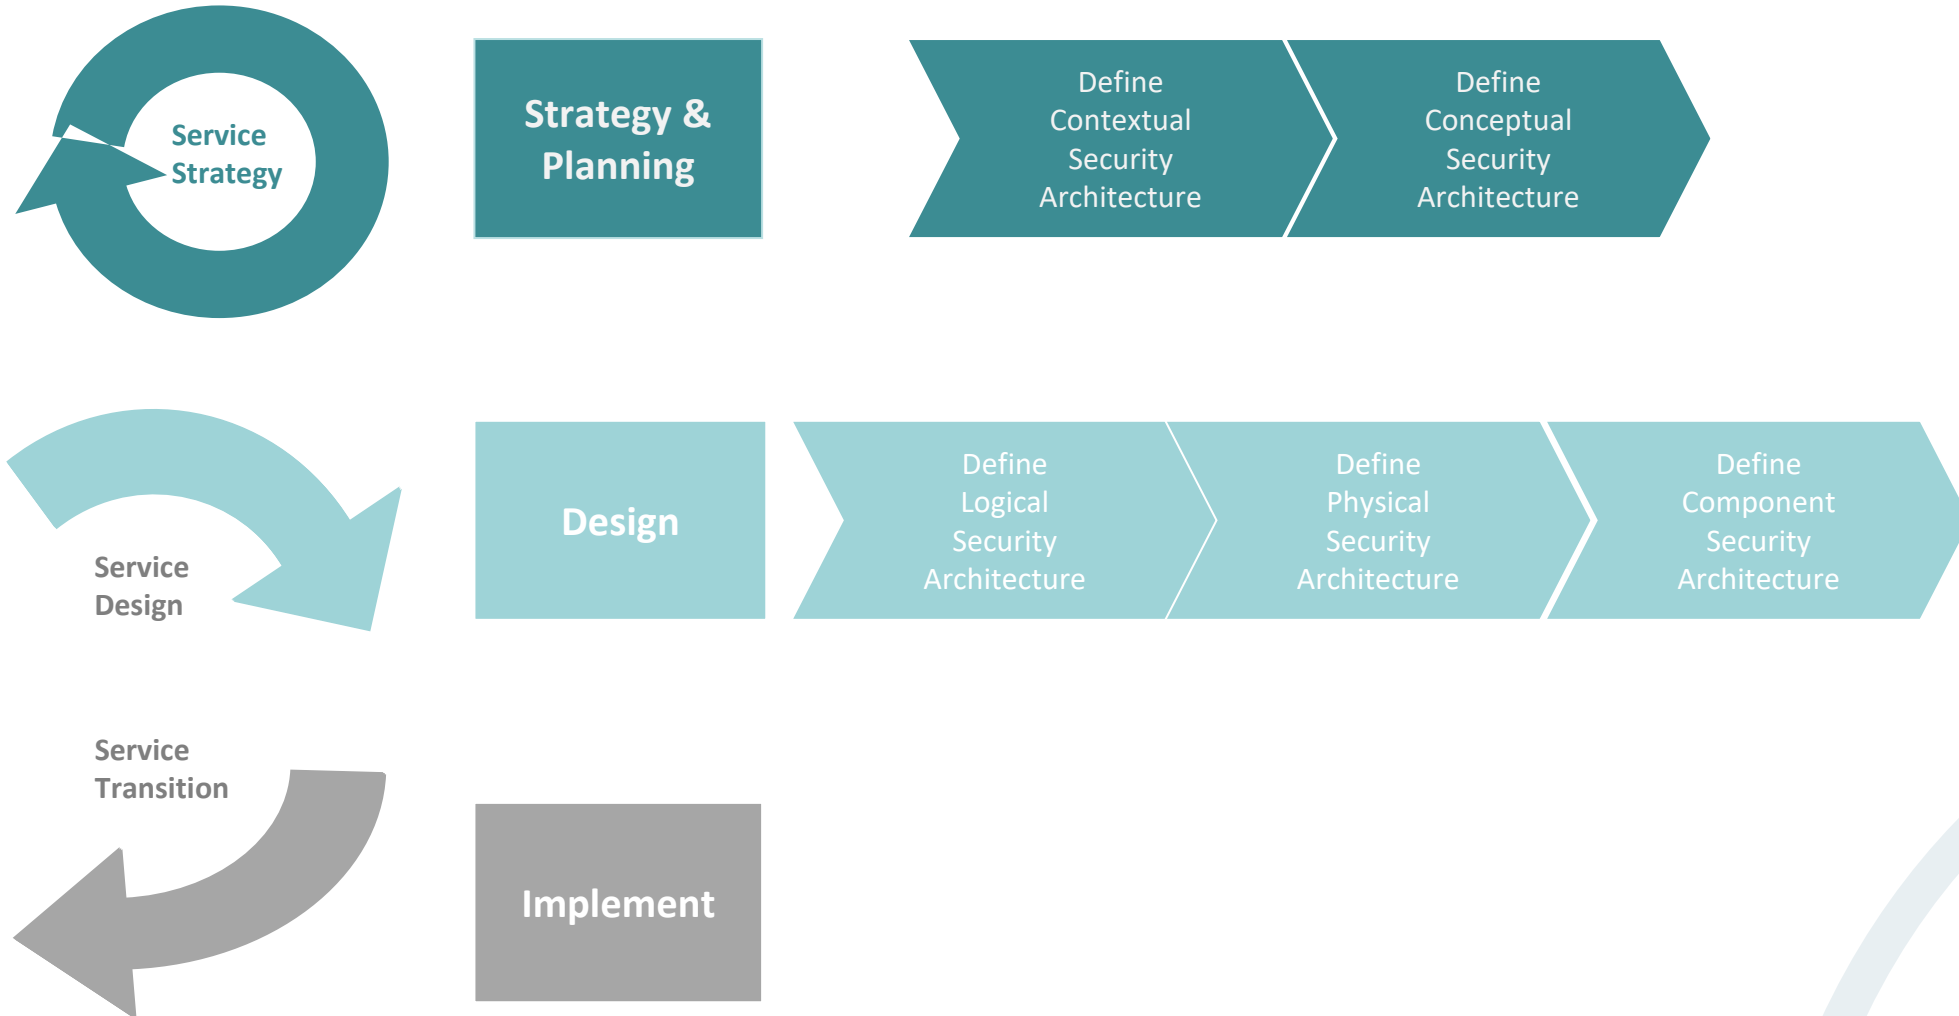 Service
Strategy
Strategy &
Planning
Define
Contextual
Security
Architecture
Define
Conceptual
Security
Architecture
Service
Design
Design
Define
Logical
Security
Architecture
Define
Physical
Security
Architecture
Define
Component
Security
Architecture
Service
Transition
Implement